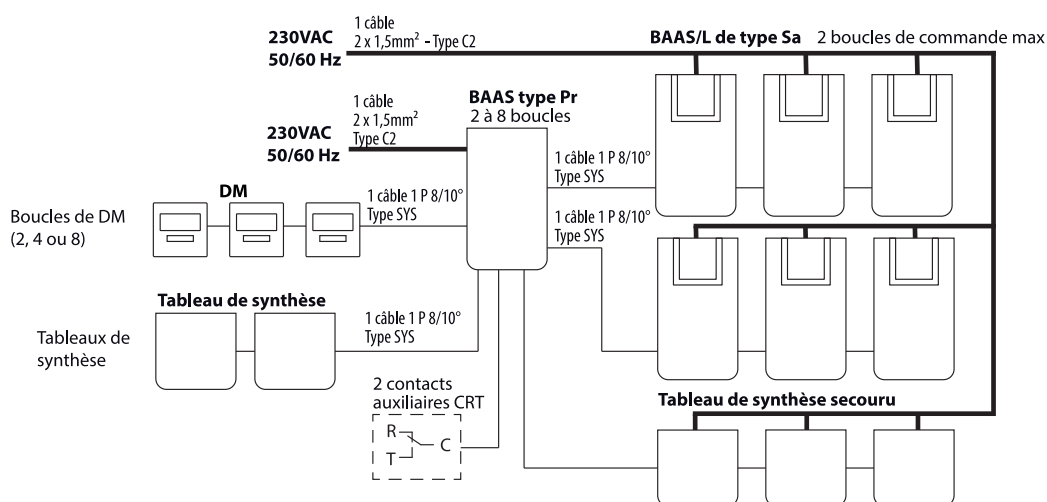 230VAC
50/60 Hz
1 câble
2 x 1,5mm² - Type C2
BAAS/L de type Sa 2 boucles de commande max
230VAC
50/60 Hz
1 câble
2 x 1,5mm²
Type C2
BAAS type Pr
2 à 8 boucles
1 câble 1 P 8/10°
Type SYS
Boucles de DM
(2, 4 ou 8)
DM
1 câble 1 P 8/10°
Type SYS
1 câble 1 P 8/10°
Type SYS
Tableaux de
synthèse
Tableau de synthèse
1 câble 1 P 8/10°
Type SYS
2 contacts
auxiliaires CRT
R
C
T
Tableau de synthèse secouru